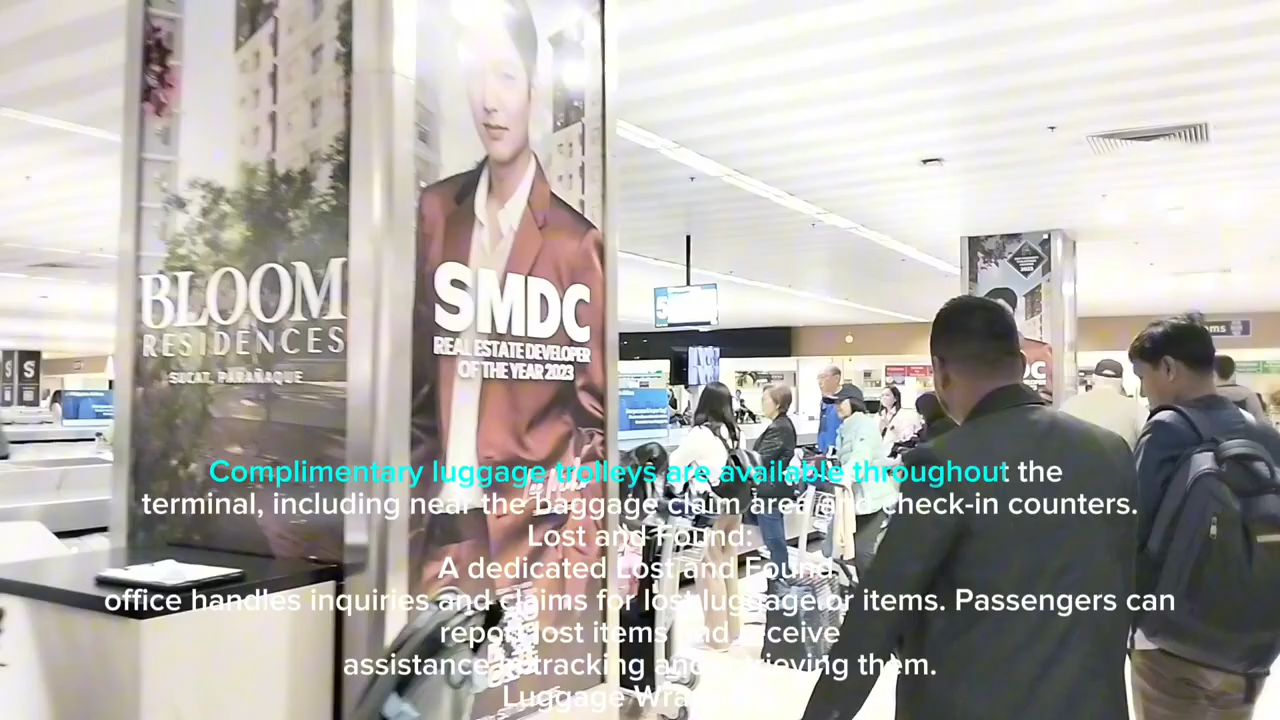 BLOOM
RESIDENCES
SUCAT, PARAÑAQUE
SMDC
REAL ESTATE DEVELOPER
OF THE YEAR 2023
Complimentary luggage trolleys are available throughout the
terminal, including near the baggage claim area and check-in counters.
Lost and Found:
A dedicated Lost and Found
office handles inquiries and claims for lost luggage or items. Passengers can
report lost items and receive
assistance in tracking and retrieving them.
Luggage